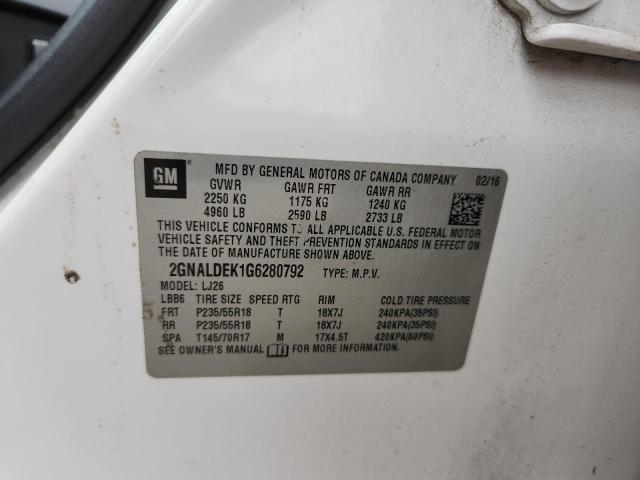 GM
MFD BY GENERAL MOTORS OF CANADA COMPANY 02/16
GVWR GAWR FRT GAWR RR
2250 KG 1175 KG 1240 KG
4960 LB 2590 LB 2733 LB
THIS VEHICLE CONFORMS TO ALL APPLICABLE U.S. FEDERAL MOTOR
VEHICLE SAFETY AND THEFT PREVENTION STANDARDS IN EFFECT ON
THE DATE OF MANUFACTURE SHOWN ABOVE.
2GNALDEK1G6280792 TYPE: M.P.V.
MODEL: LJ26
LBB6 TIRE SIZE SPEED RTG RIM COLD TIRE PRESSURE
FRT P235/55R18 T 18X7J 240KPA(35PSI)
RR P235/55R18 T 18X7J 240KPA(35PSI)
SPA T145/70R17 M 17X4.5T 420KPA(60PSI)
SEE OWNER'S MANUAL FOR MORE INFORMATION.